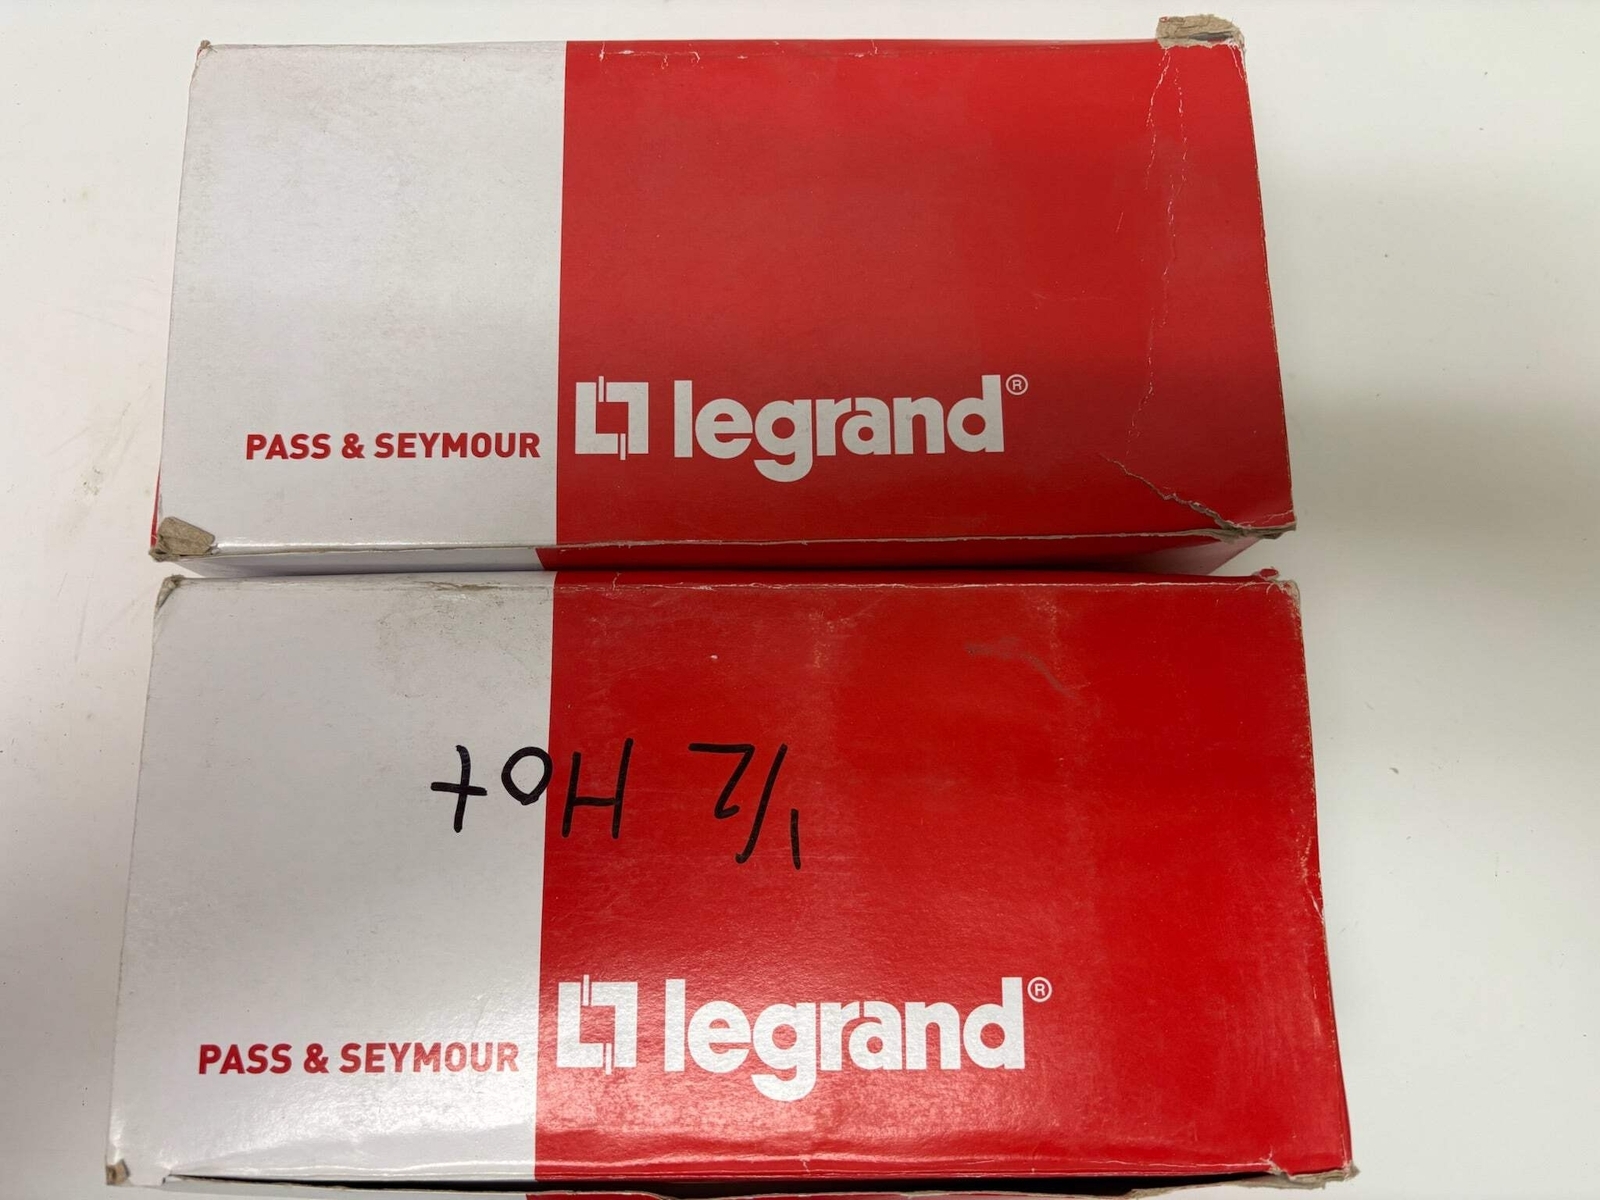 PASS & SEYMOUR legrand®
1/2 Hot
PASS & SEYMOUR legrand®